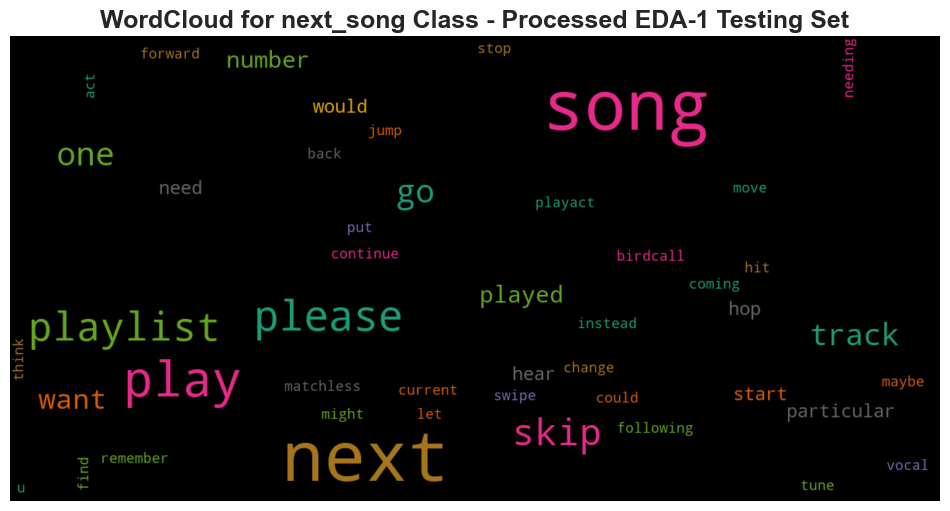 WordCloud for next_song Class - Processed EDA-1 Testing Set
forward
stop
number
needing
act
song
would
jump
one
back
need
go
move
playact
put
continue
birdcall
hit
coming
played
hop
please
playlist
instead
track
think
play
hear
change
matchless
maybe
want
current
swipe
could
start
particular
might
let
skip
following
next
remember
find
vocal
u
tune